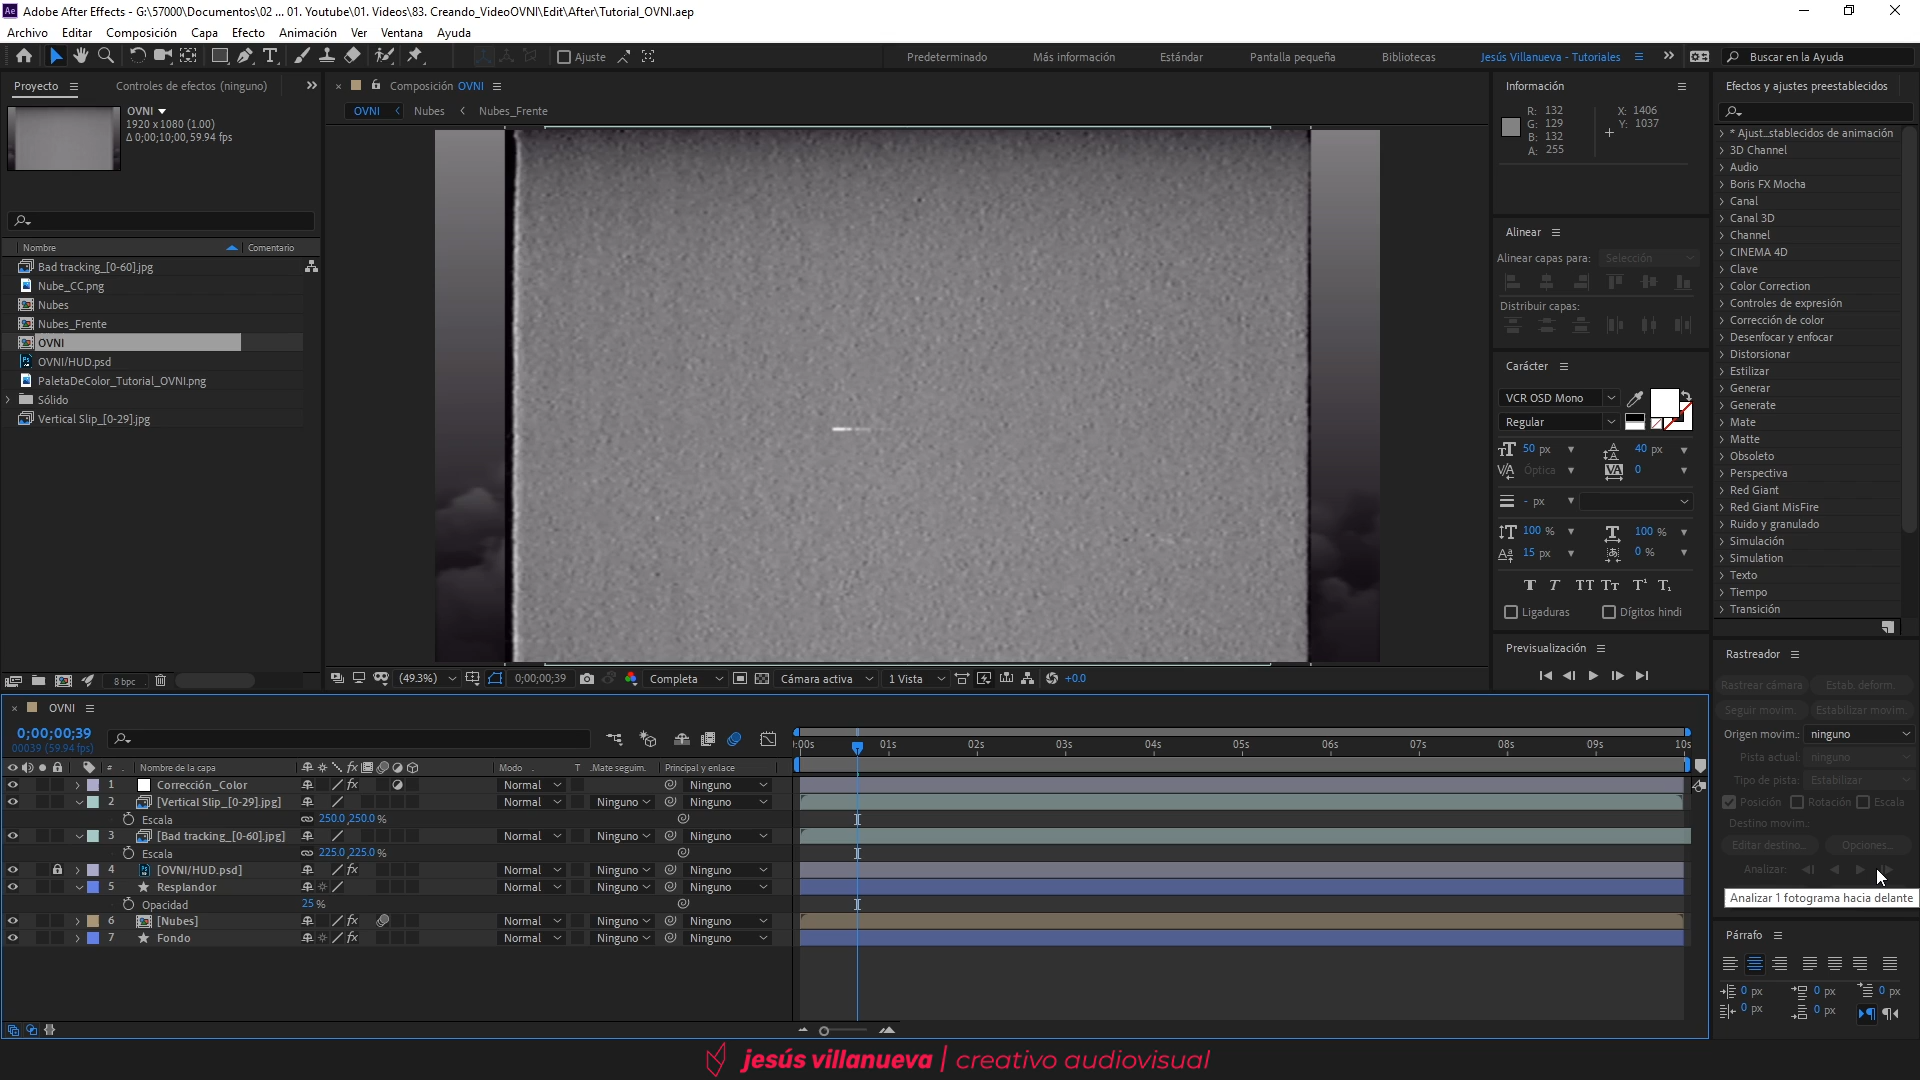 Adobe After Effects - G:\57000\Documentos\02 ... 01. Youtube\01. Videos\83. Creando_VideoOVNI\Edit\After\Tutorial_OVNI.aep
Archivo Editar Composición Capa Efecto Animación Ver Ventana Ayuda
Ajuste
Predeterminado Más información Estándar Pantalla pequeña Bibliotecas Jesús Villanueva - Tutoriales Buscar en la Ayuda
Proyecto Controles de efectos (ninguno)
OVNI
1920 x 1080 (1.00)
Δ 0;00;10;00, 59.94 fps
Nombre Comentario
Bad tracking_[0-60].jpg
Nube_CC.png
Nubes
Nubes_Frente
OVNI
OVNI/HUD.psd
PaletaDeColor_Tutorial_OVNI.png
Sólido
Vertical Slip_[0-29].jpg
8 bpc
Composición OVNI
OVNI Nubes Nubes_Frente
(49.3%) 0;00;00;39 Completa Cámara activa 1 Vista +0.0
Información
R: 132
G: 129
B: 132
A: 255
X: 1406
Y: 1037
Alinear
Alinear capas para: Selección
Distribuir capas:
Carácter
VCR OSD Mono
Regular
50 px 40 px
Óptica 0
- px
100 % 100 %
15 px 0 %
Ligaduras Dígitos hindi
Previsualización
Efectos y ajustes preestablecidos
* Ajust...stablecidos de animación
3D Channel
Audio
Boris FX Mocha
Canal
Canal 3D
Channel
CINEMA 4D
Clave
Color Correction
Controles de expresión
Corrección de color
Desenfocar y enfocar
Distorsionar
Estilizar
Generar
Generate
Mate
Matte
Obsoleto
Perspectiva
Red Giant
Red Giant MisFire
Ruido y granulado
Simulación
Simulation
Texto
Tiempo
Transición
Rastreador
Rastrear cámara Estab. deform.
Seguir movim. Estabilizar movim.
Origen movim.: ninguno
Pista actual: ninguno
Tipo de pista: Estabilizar
Posición Rotación Escala
Destino movim.:
Editar destino... Opciones...
Analizar:
Analizar 1 fotograma hacia delante
Párrafo
0 px 0 px 0 px
0 px 0 px
OVNI
0;00;00;39
00039 (59.94 fps)
:00s 01s 02s 03s 04s 05s 06s 07s 08s 09s 10s
# Nombre de la capa Modo T .Mate seguim. Principal y enlace
1 Corrección_Color Normal Ninguno
2 [Vertical Slip_[0-29].jpg] Normal Ninguno Ninguno
Escala 250.0,250.0 %
3 [Bad tracking_[0-60].jpg] Normal Ninguno Ninguno
Escala 225.0,225.0 %
4 [OVNI/HUD.psd] Normal Ninguno Ninguno
5 Resplandor Normal Ninguno Ninguno
Opacidad 25 %
6 [Nubes] Normal Ninguno Ninguno
7 Fondo Normal Ninguno Ninguno
jesús villanueva | creativo audiovisual